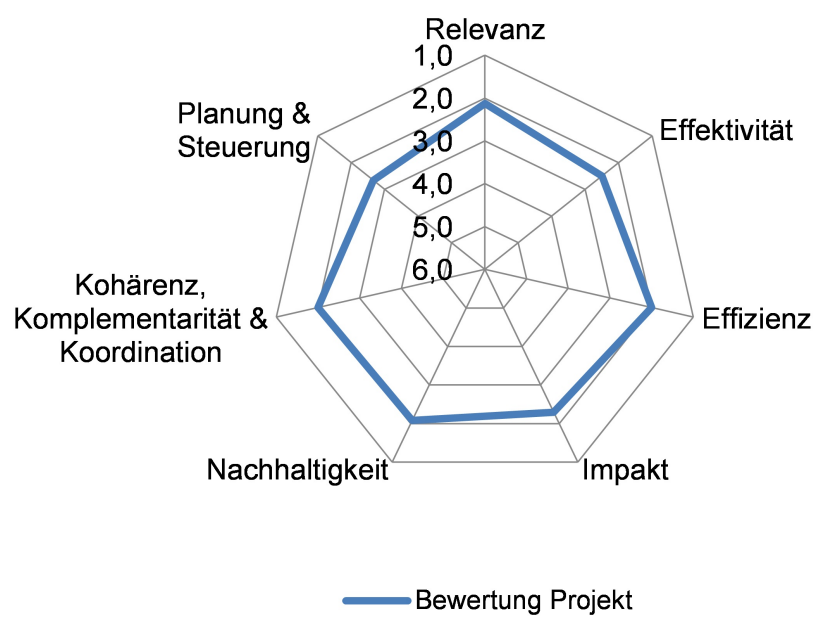 Relevanz
1,0
2,0
3,0
4,0
5,0
6,0
Effektivität
Effizienz
Impakt
Nachhaltigkeit
Kohärenz,
Komplementarität &
Koordination
Planung &
Steuerung
Bewertung Projekt